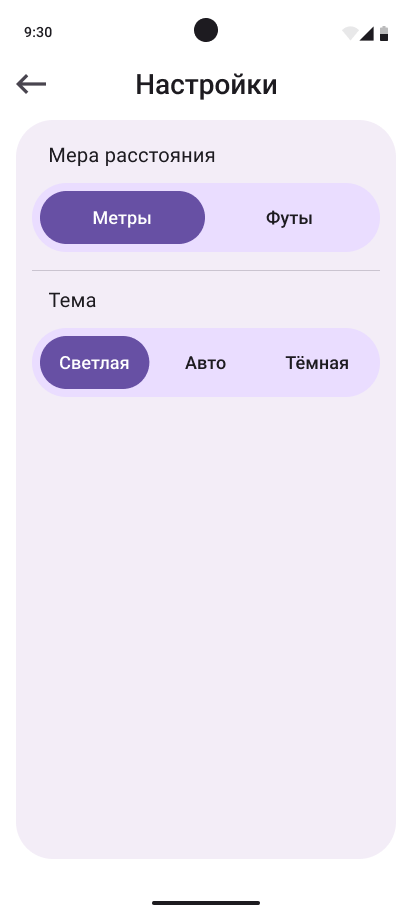 9:30
Настройки
Мера расстояния
Метры Футы
Тема
Светлая Авто Тёмная